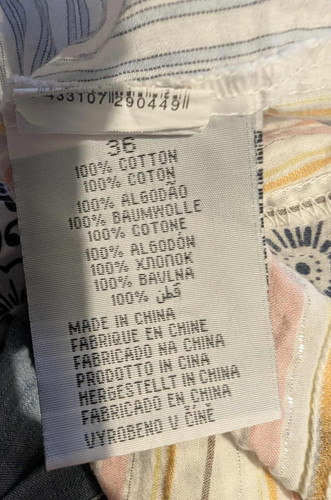 433107 290449
36
100% COTTON
100% COTON
100% ALGODÃO
100% BAUMWOLLE
100% COTONE
100% ALGODÓN
100% ХЛОПОК
100% BAVLNA
100% قطن
MADE IN CHINA
FABRIQUE EN CHINE
FABRICADO NA CHINA
PRODOTTO IN CINA
HERGESTELLT IN CHINA
FABRICADO EN CHINA
VYROBENO V ČÍNĚ